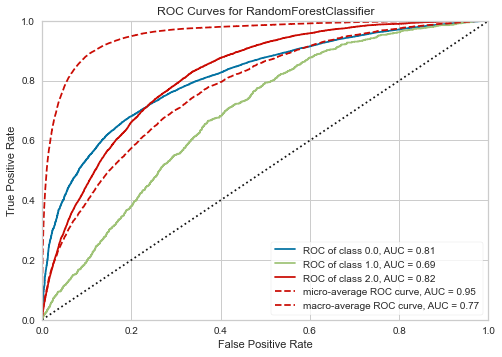 ROC Curves for RandomForestClassifier
1.0
0.8
0.6
0.4
0.2
0.0
True Positive Rate
ROC of class 0.0, AUC = 0.81
ROC of class 1.0, AUC = 0.69
ROC of class 2.0, AUC = 0.82
micro-average ROC curve, AUC = 0.95
macro-average ROC curve, AUC = 0.77
0.0 0.2 0.4 0.6 0.8 1.0
False Positive Rate